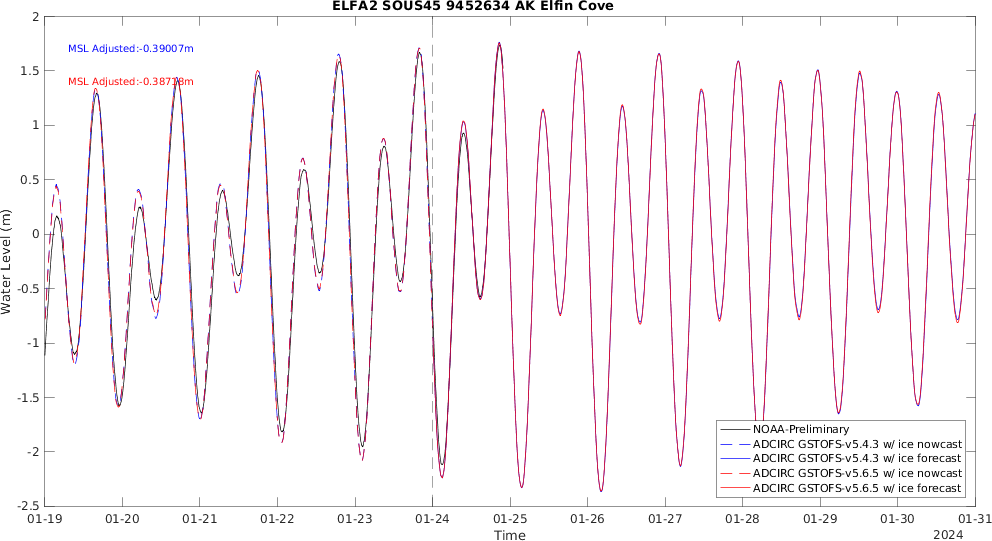 ELFA2 SOUS45 9452634 AK Elfin Cove
MSL Adjusted:-0.39007m
MSL Adjusted:-0.38718m
2
1.5
1
0.5
0
-0.5
-1
-1.5
-2
-2.5
Water Level (m)
NOAA-Preliminary
ADCIRC GSTOFS-v5.4.3 w/ ice nowcast
ADCIRC GSTOFS-v5.4.3 w/ ice forecast
ADCIRC GSTOFS-v5.6.5 w/ ice nowcast
ADCIRC GSTOFS-v5.6.5 w/ ice forecast
01-19 01-20 01-21 01-22 01-23 01-24 01-25 01-26 01-27 01-28 01-29 01-30 01-31
Time
2024